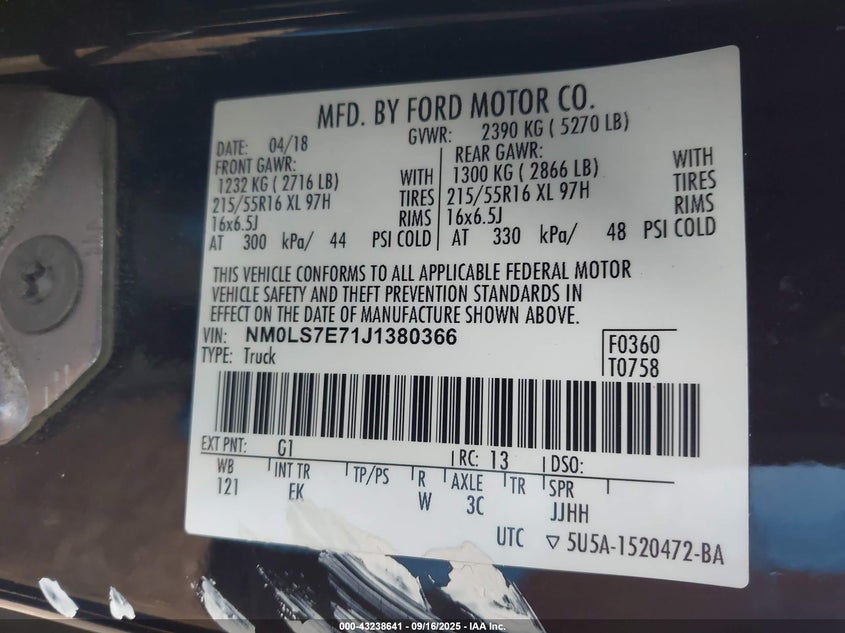 MFD. BY FORD MOTOR CO.
DATE: 04/18 GVWR: 2390 KG ( 5270 LB)
FRONT GAWR: REAR GAWR:
1232 KG ( 2716 LB) WITH 1300 KG ( 2866 LB) WITH
215/55R16 XL 97H TIRES 215/55R16 XL 97H TIRES
16x6.5J RIMS 16x6.5J RIMS
AT 300 kPa/ 44 PSI COLD AT 330 kPa/ 48 PSI COLD
THIS VEHICLE CONFORMS TO ALL APPLICABLE FEDERAL MOTOR
VEHICLE SAFETY AND THEFT PREVENTION STANDARDS IN
EFFECT ON THE DATE OF MANUFACTURE SHOWN ABOVE.
VIN: NM0LS7E71J1380366 F0360
TYPE: Truck T0758
EXT PNT: G1 RC: 13 DSO:
WB INT TR TP/PS R AXLE TR SPR
121 EK W 3C JJHH
UTC ▽ 5U5A-1520472-BA
000-43238641 - 09/16/2025 - IAA Inc.